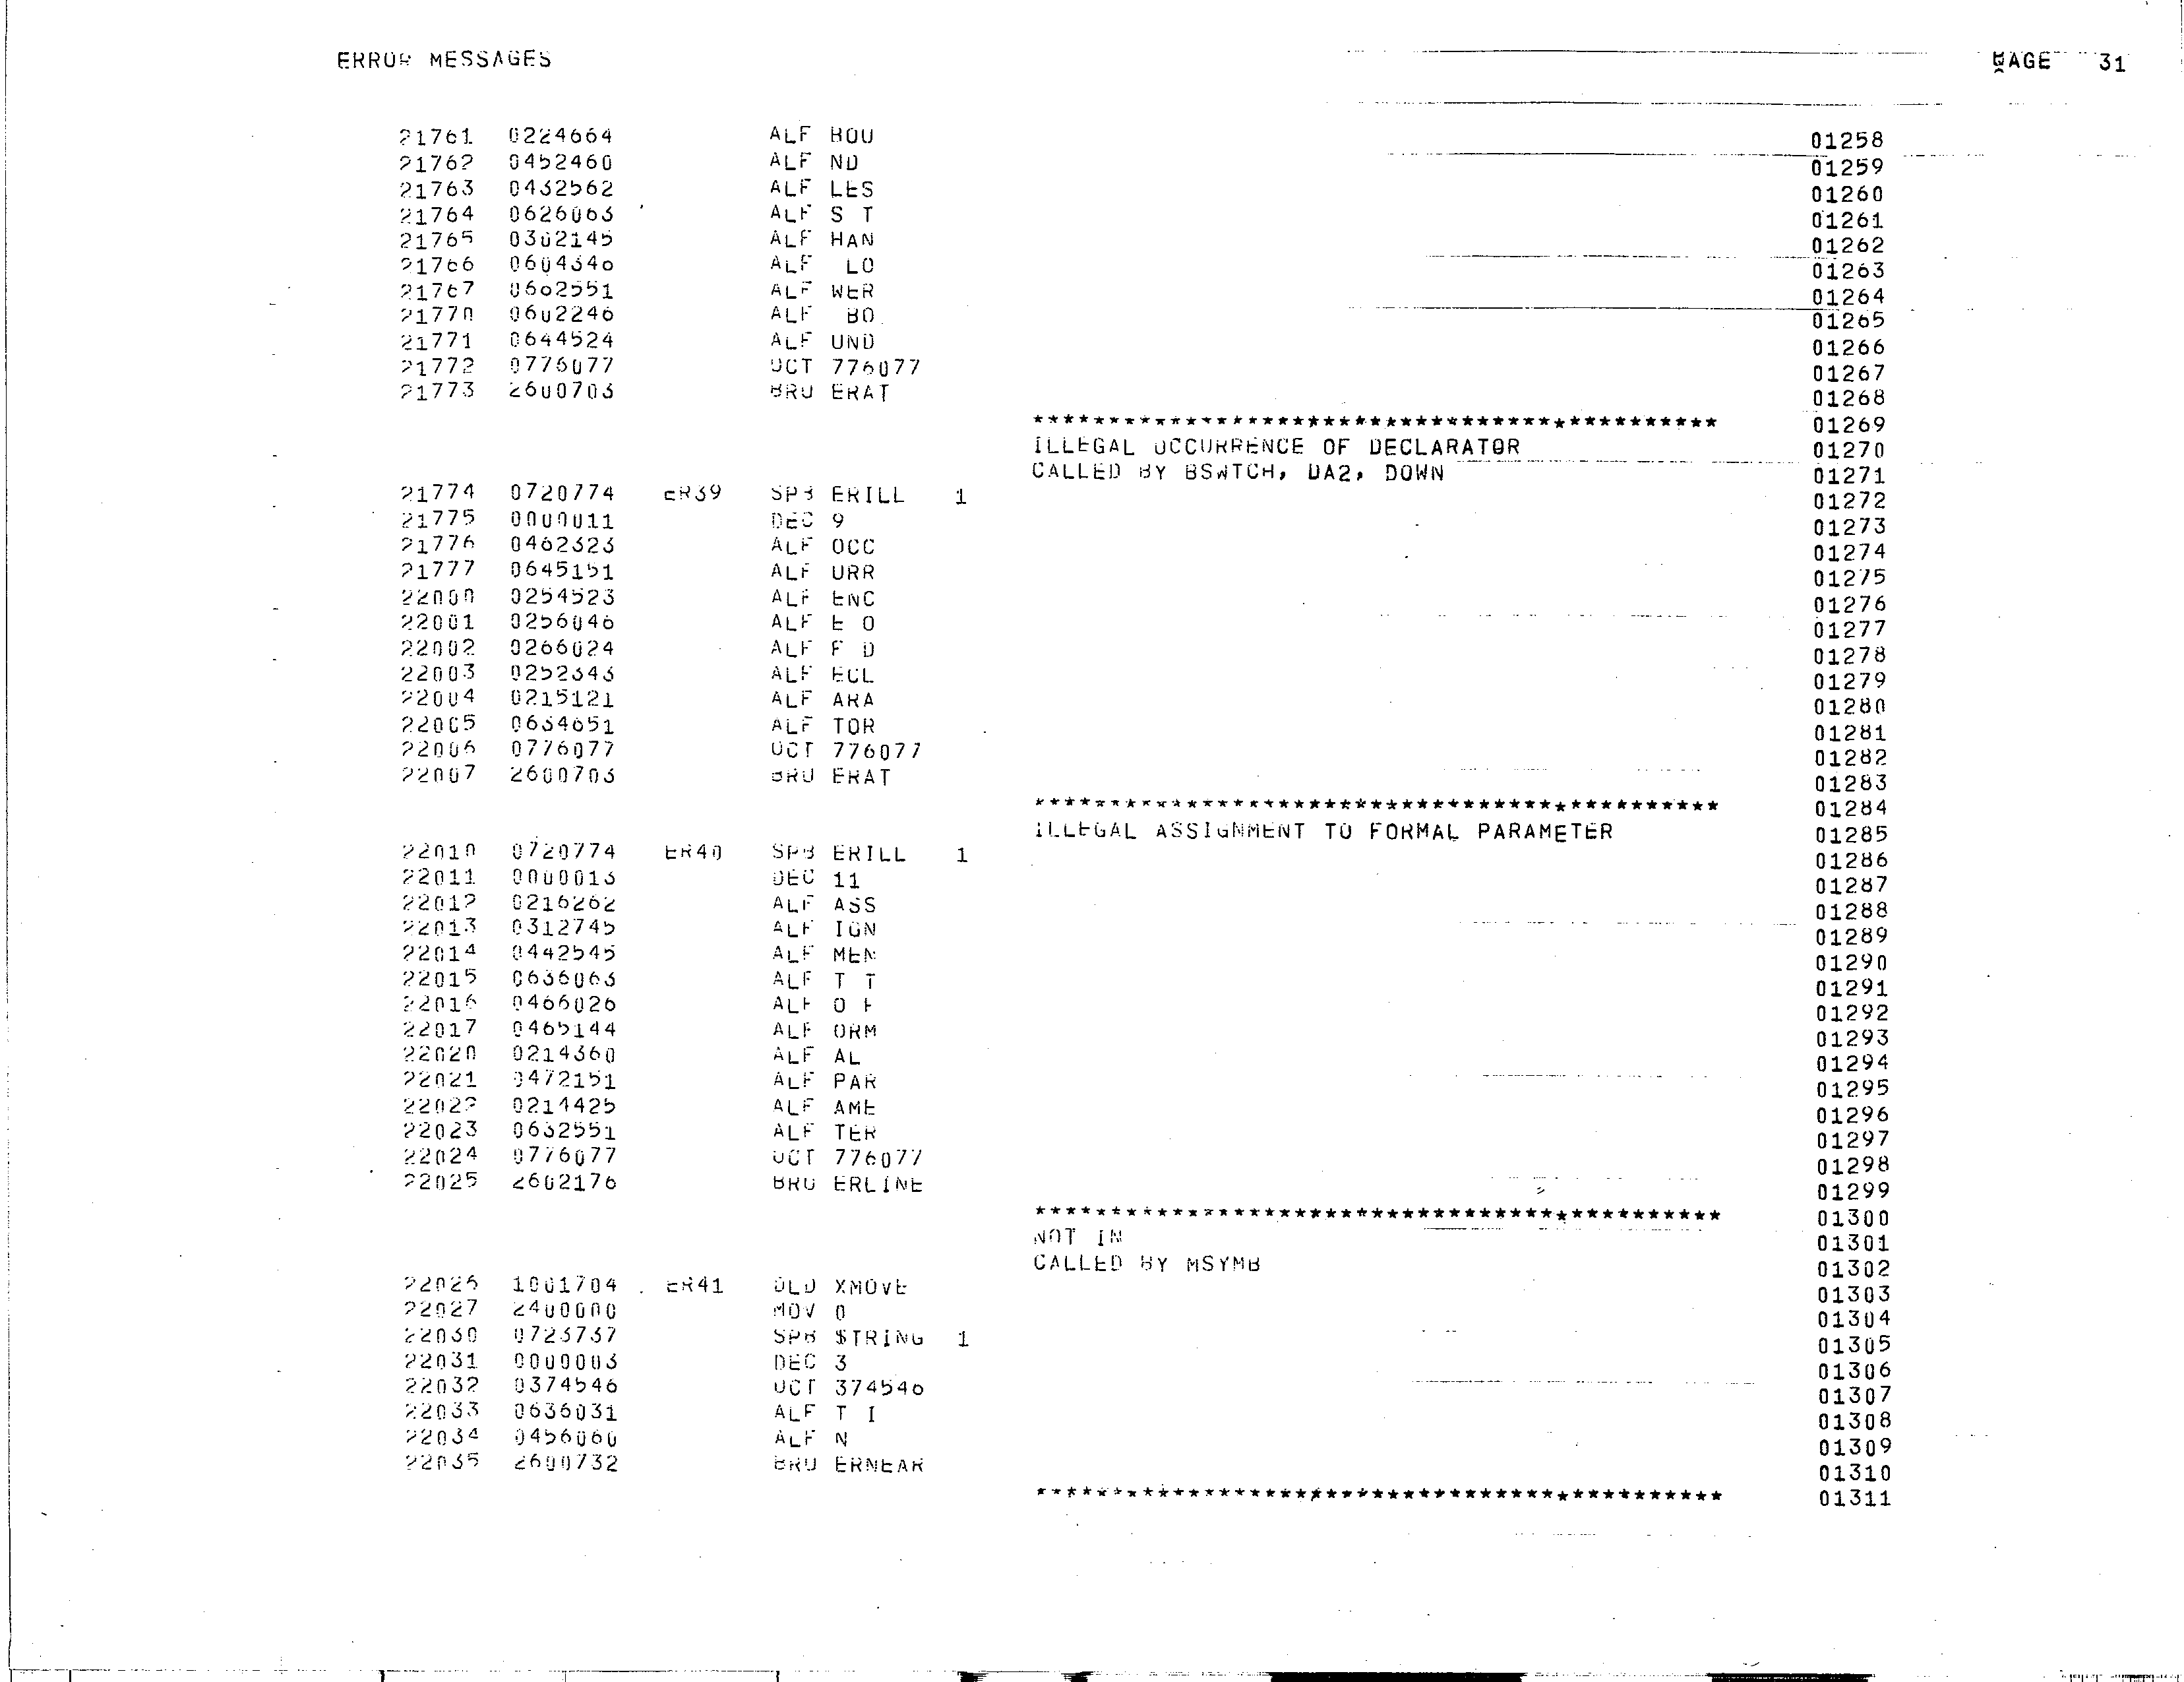 ERROR MESSAGES PAGE 31
21761 0224664 ALF BOU 01258
21762 0452460 ALF ND 01259
21763 0432562 ALF LES 01260
21764 0626063 ALF S T 01261
21765 0302145 ALF HAN 01262
21766 0604346 ALF  LO 01263
21767 0662551 ALF WER 01264
21770 0602246 ALF  BO 01265
21771 0644524 ALF UND 01266
21772 0776077 OCT 776077 01267
21773 2600703 BRU ERAT 01268
********************************************* 01269
ILLEGAL OCCURRENCE OF DECLARATOR 01270
CALLED BY BSWTCH, DA2, DOWN 01271
21774 0720774 ER39 SPB ERILL 1 01272
21775 0000011 DEC 9 01273
21776 0462323 ALF OCC 01274
21777 0645151 ALF URR 01275
22000 0254523 ALF ENC 01276
22001 0256046 ALF E O 01277
22002 0266024 ALF F D 01278
22003 0252343 ALF ECL 01279
22004 0215121 ALF ARA 01280
22005 0634651 ALF TOR 01281
22006 0776077 OCT 776077 01282
22007 2600703 BRU ERAT 01283
********************************************* 01284
ILLEGAL ASSIGNMENT TO FORMAL PARAMETER 01285
22010 0720774 ER40 SPB ERILL 1 01286
22011 0000013 DEC 11 01287
22012 0216262 ALF ASS 01288
22013 0312745 ALF IGN 01289
22014 0442545 ALF MEN 01290
22015 0636063 ALF T T 01291
22016 0466026 ALF O F 01292
22017 0465144 ALF ORM 01293
22020 0214360 ALF AL 01294
22021 0472151 ALF PAR 01295
22022 0214425 ALF AME 01296
22023 0632551 ALF TER 01297
22024 0776077 OCT 776077 01298
22025 2602176 BRU ERLINE 01299
********************************************* 01300
NOT IN 01301
CALLED BY MSYMB 01302
22026 1001704 ER41 DLD XMOVE 01303
22027 2400000 MOV 0 01304
22030 0723737 SPB $TRING 1 01305
22031 0000003 DEC 3 01306
22032 0374546 OCT 374546 01307
22033 0636031 ALF T I 01308
22034 0456060 ALF N 01309
22035 2600732 BRU ERNEAR 01310
********************************************* 01311